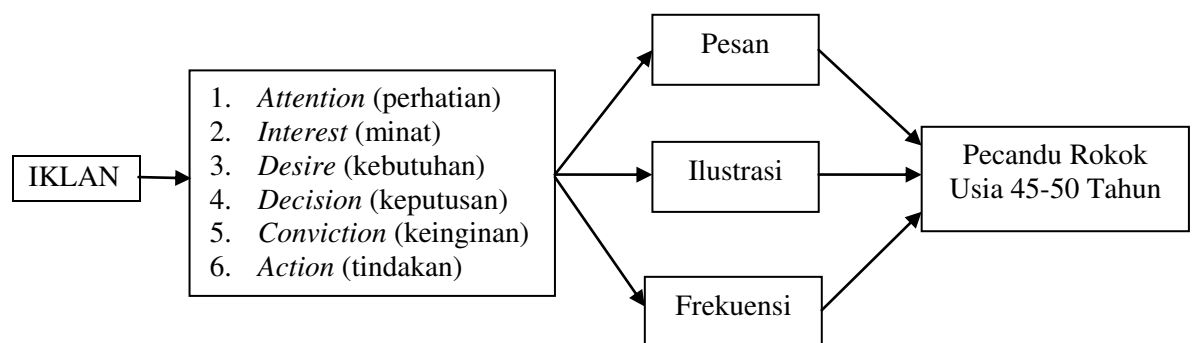 IKLAN
1. Attention (perhatian)
2. Interest (minat)
3. Desire (kebutuhan)
4. Decision (keputusan)
5. Conviction (keinginan)
6. Action (tindakan)
Pesan
Ilustrasi
Frekuensi
Pecandu Rokok
Usia 45-50 Tahun